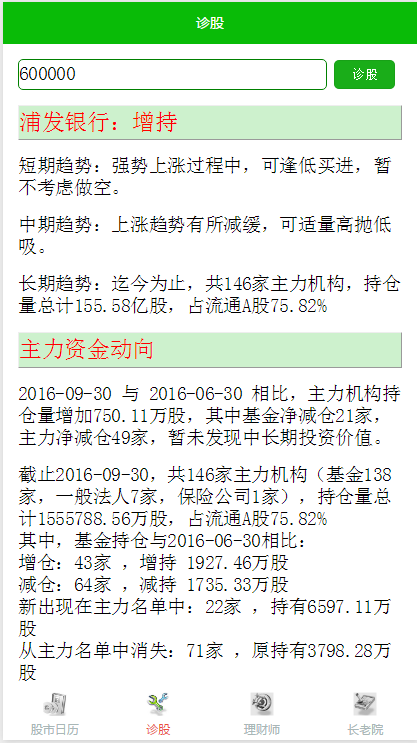 诊股
600000
诊股
浦发银行：增持
短期趋势：强势上涨过程中，可逢低买进，暂
不考虑做空。
中期趋势：上涨趋势有所减缓，可适量高抛低
吸。
长期趋势：迄今为止，共146家主力机构，持仓
量总计155.58亿股，占流通A股75.82%
主力资金动向
2016-09-30 与 2016-06-30 相比，主力机构持
仓量增加750.11万股，其中基金净减仓21家，
主力净减仓49家，暂未发现中长期投资价值。
截止2016-09-30，共146家主力机构（基金138
家，一般法人7家，保险公司1家），持仓量总
计1555788.56万股，占流通A股75.82%
其中，基金持仓与2016-06-30相比：
增仓：43家 ，增持 1927.46万股
减仓：64家 ，减持 1735.33万股
新出现在主力名单中：22家 ，持有6597.11万
股
从主力名单中消失：71家 ，原持有3798.28万
股
股市日历
诊股
理财师
长老院